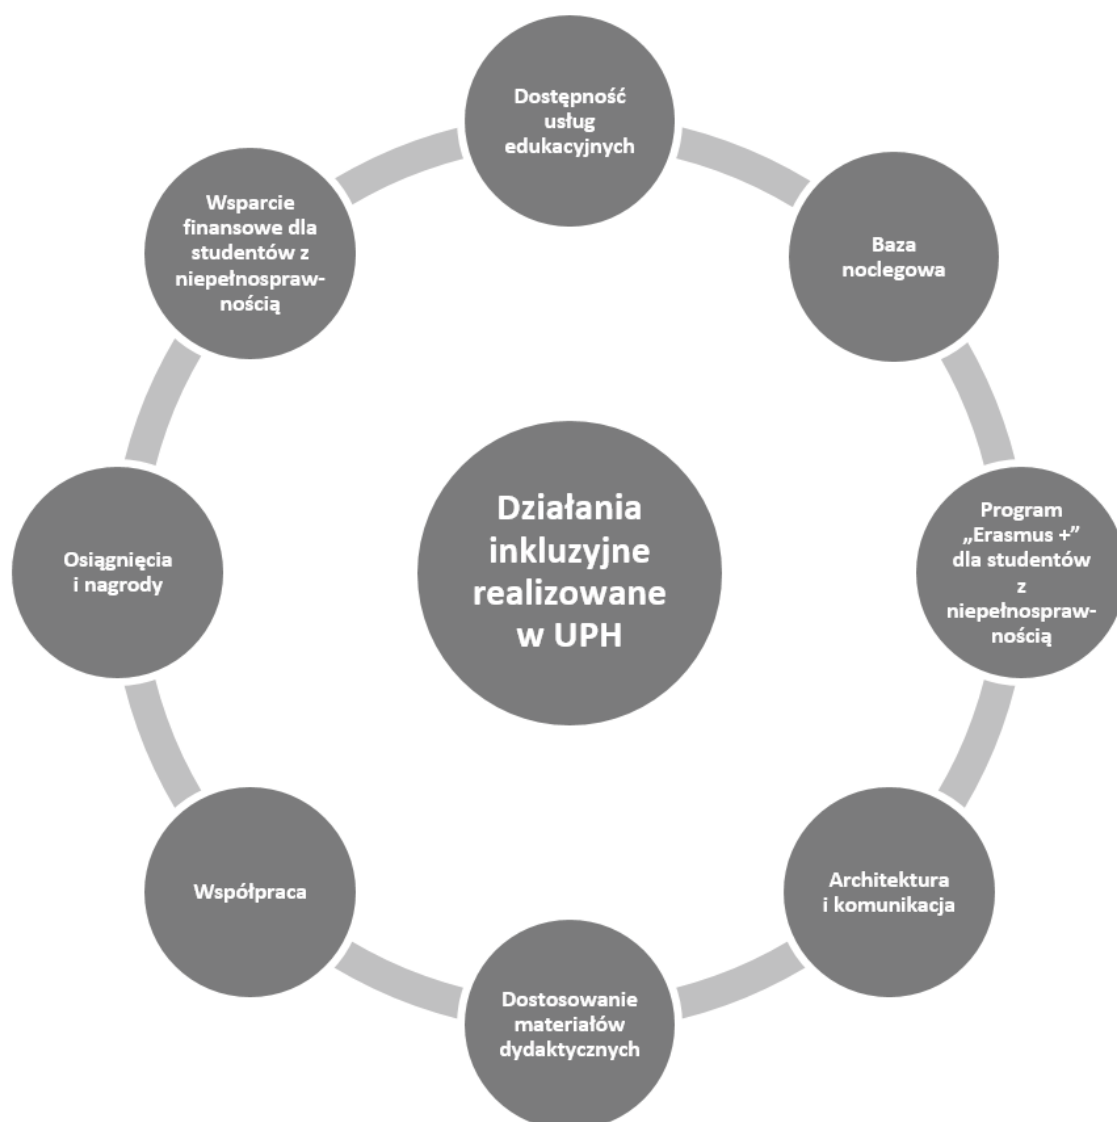 Dostępność
usług
edukacyjnych
Wsparcie
finansowe dla
studentów z
niepełnospraw-
nością
Baza
noclegowa
Osiągnięcia
i nagrody
Działania
inkluzyjne
realizowane
w UPH
Program
„Erasmus +”
dla studentów
z
niepełnospraw-
nością
Współpraca
Architektura
i komunikacja
Dostosowanie
materiałów
dydaktycznych